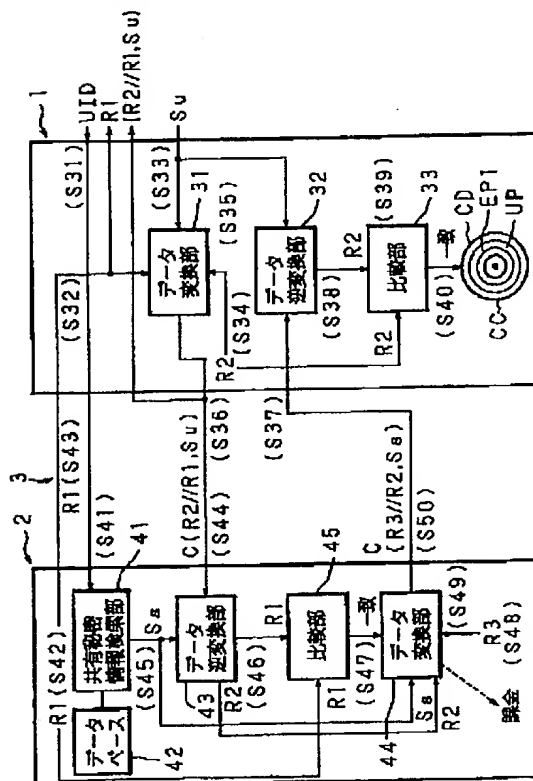 3
2
1
R1(S42)
R1(S43)
(S32)
(S31)
UID
R1
(R2//R1,Su)
Su
(S41)
41
共有秘密
情報検索部
データ
ベース
42
(S45)
Sa
(S33)
31
データ
変換部
(S35)
R2
(S34)
(S36)
C(R2//R1,Su)
(S44)
データ
逆変換部
43
R2
(S46)
R1
32
データ
逆変換部
(S37)
(S38)
R2
(S39)
33
比較部
R2
(S40)
一致
CD
EP1
UP
CC
45
比較部
R1
(S47)
一致
C
(R3//R2,Sa)
(S50)
データ
変換部
44
Sa
R2
(S49)
R3
(S48)
課金